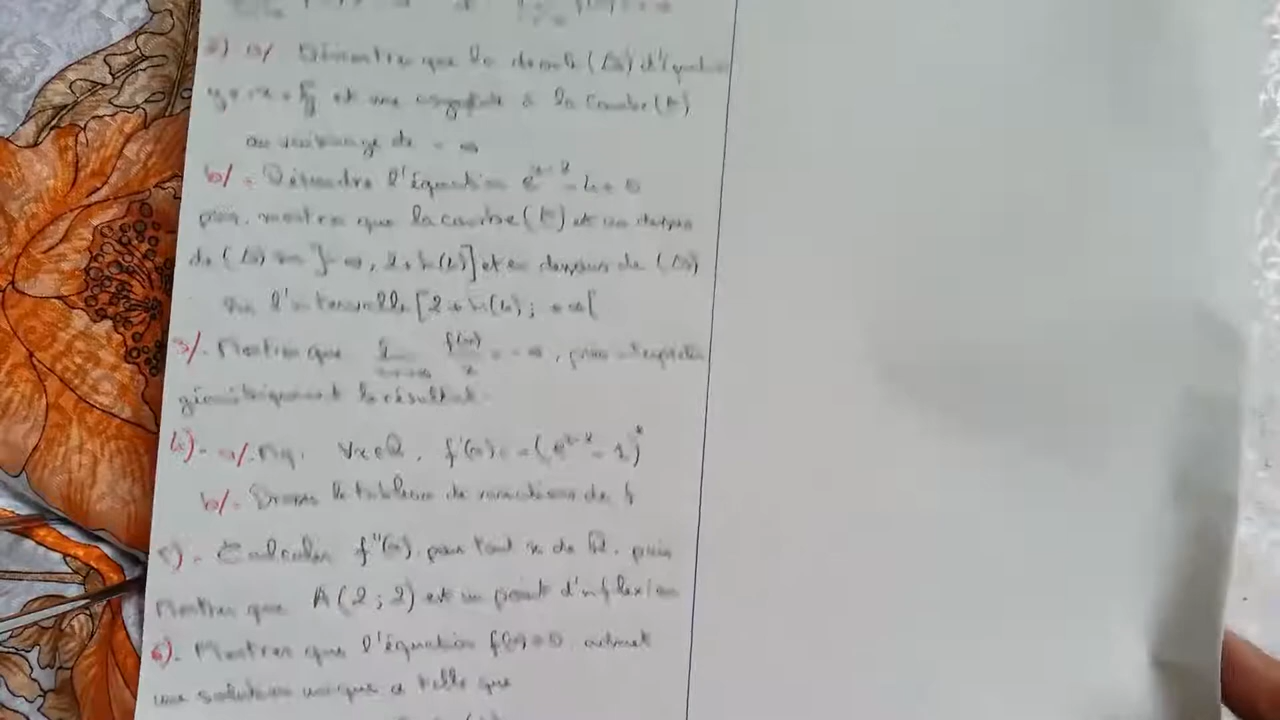 2) a/ Démontrer que la droite (Δ) d'équation
et une asymptote à la courbe (Γ)
au voisinage de -∞
b/- Résoudre l'équation e^{x-2} - 4 = 0
puis montrer que la courbe (Γ) et au dessus
de (Δ) sur ]-∞, 2+ln(4)] et en dessous de (Δ)
sur l'intervalle [2+ln(4); +∞[
3/- Montrer que lim x→+∞ f(x)/x = -∞, puis interpréter
géométriquement le résultat.
4)- a/- Mq. ∀x∈ℝ, f'(x) = -(e^{x-2} - 1)^2
b/- Dresser le tableau de variations de f
5)- Calculer f''(x) pour tout x de ℝ. puis
Montrer que A(2;2) est un point d'inflexion
6)- Montrer que l'équation f(x)=0 admet
une solution unique α telle que